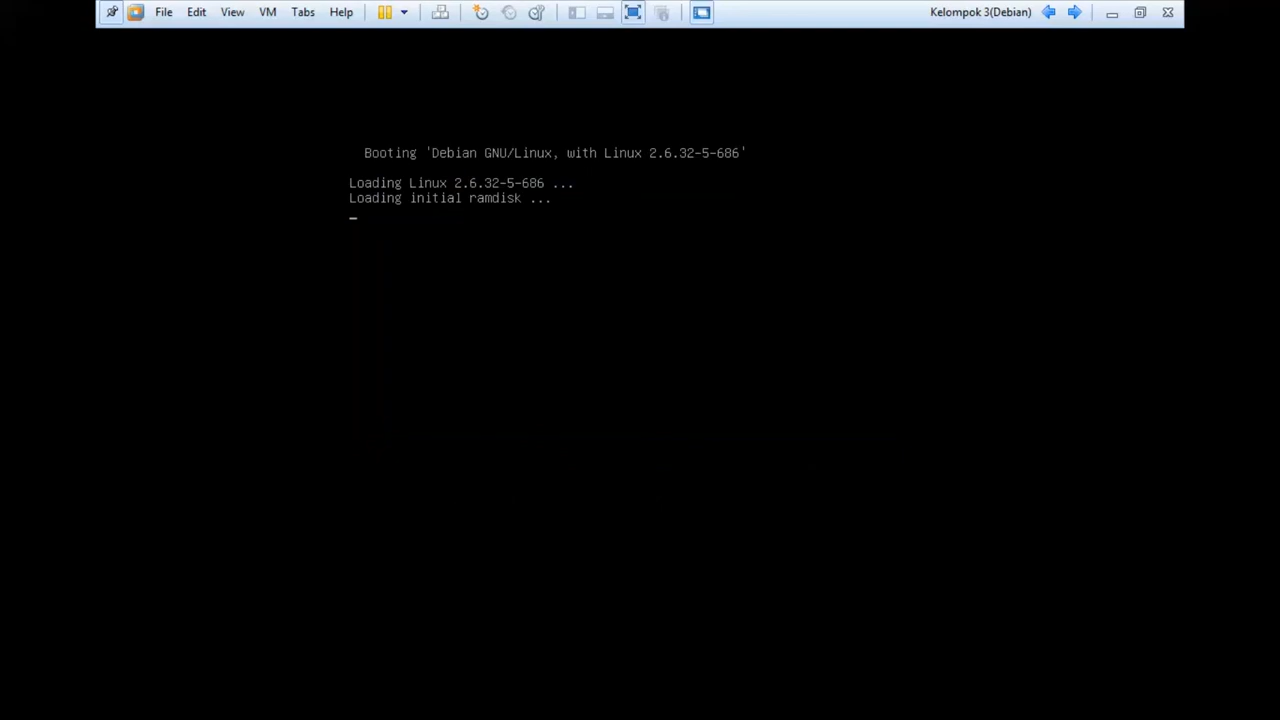 File Edit View VM Tabs Help Kelompok 3(Debian)
Booting 'Debian GNU/Linux, with Linux 2.6.32-5-686'
Loading Linux 2.6.32-5-686 ...
Loading initial ramdisk ...
_